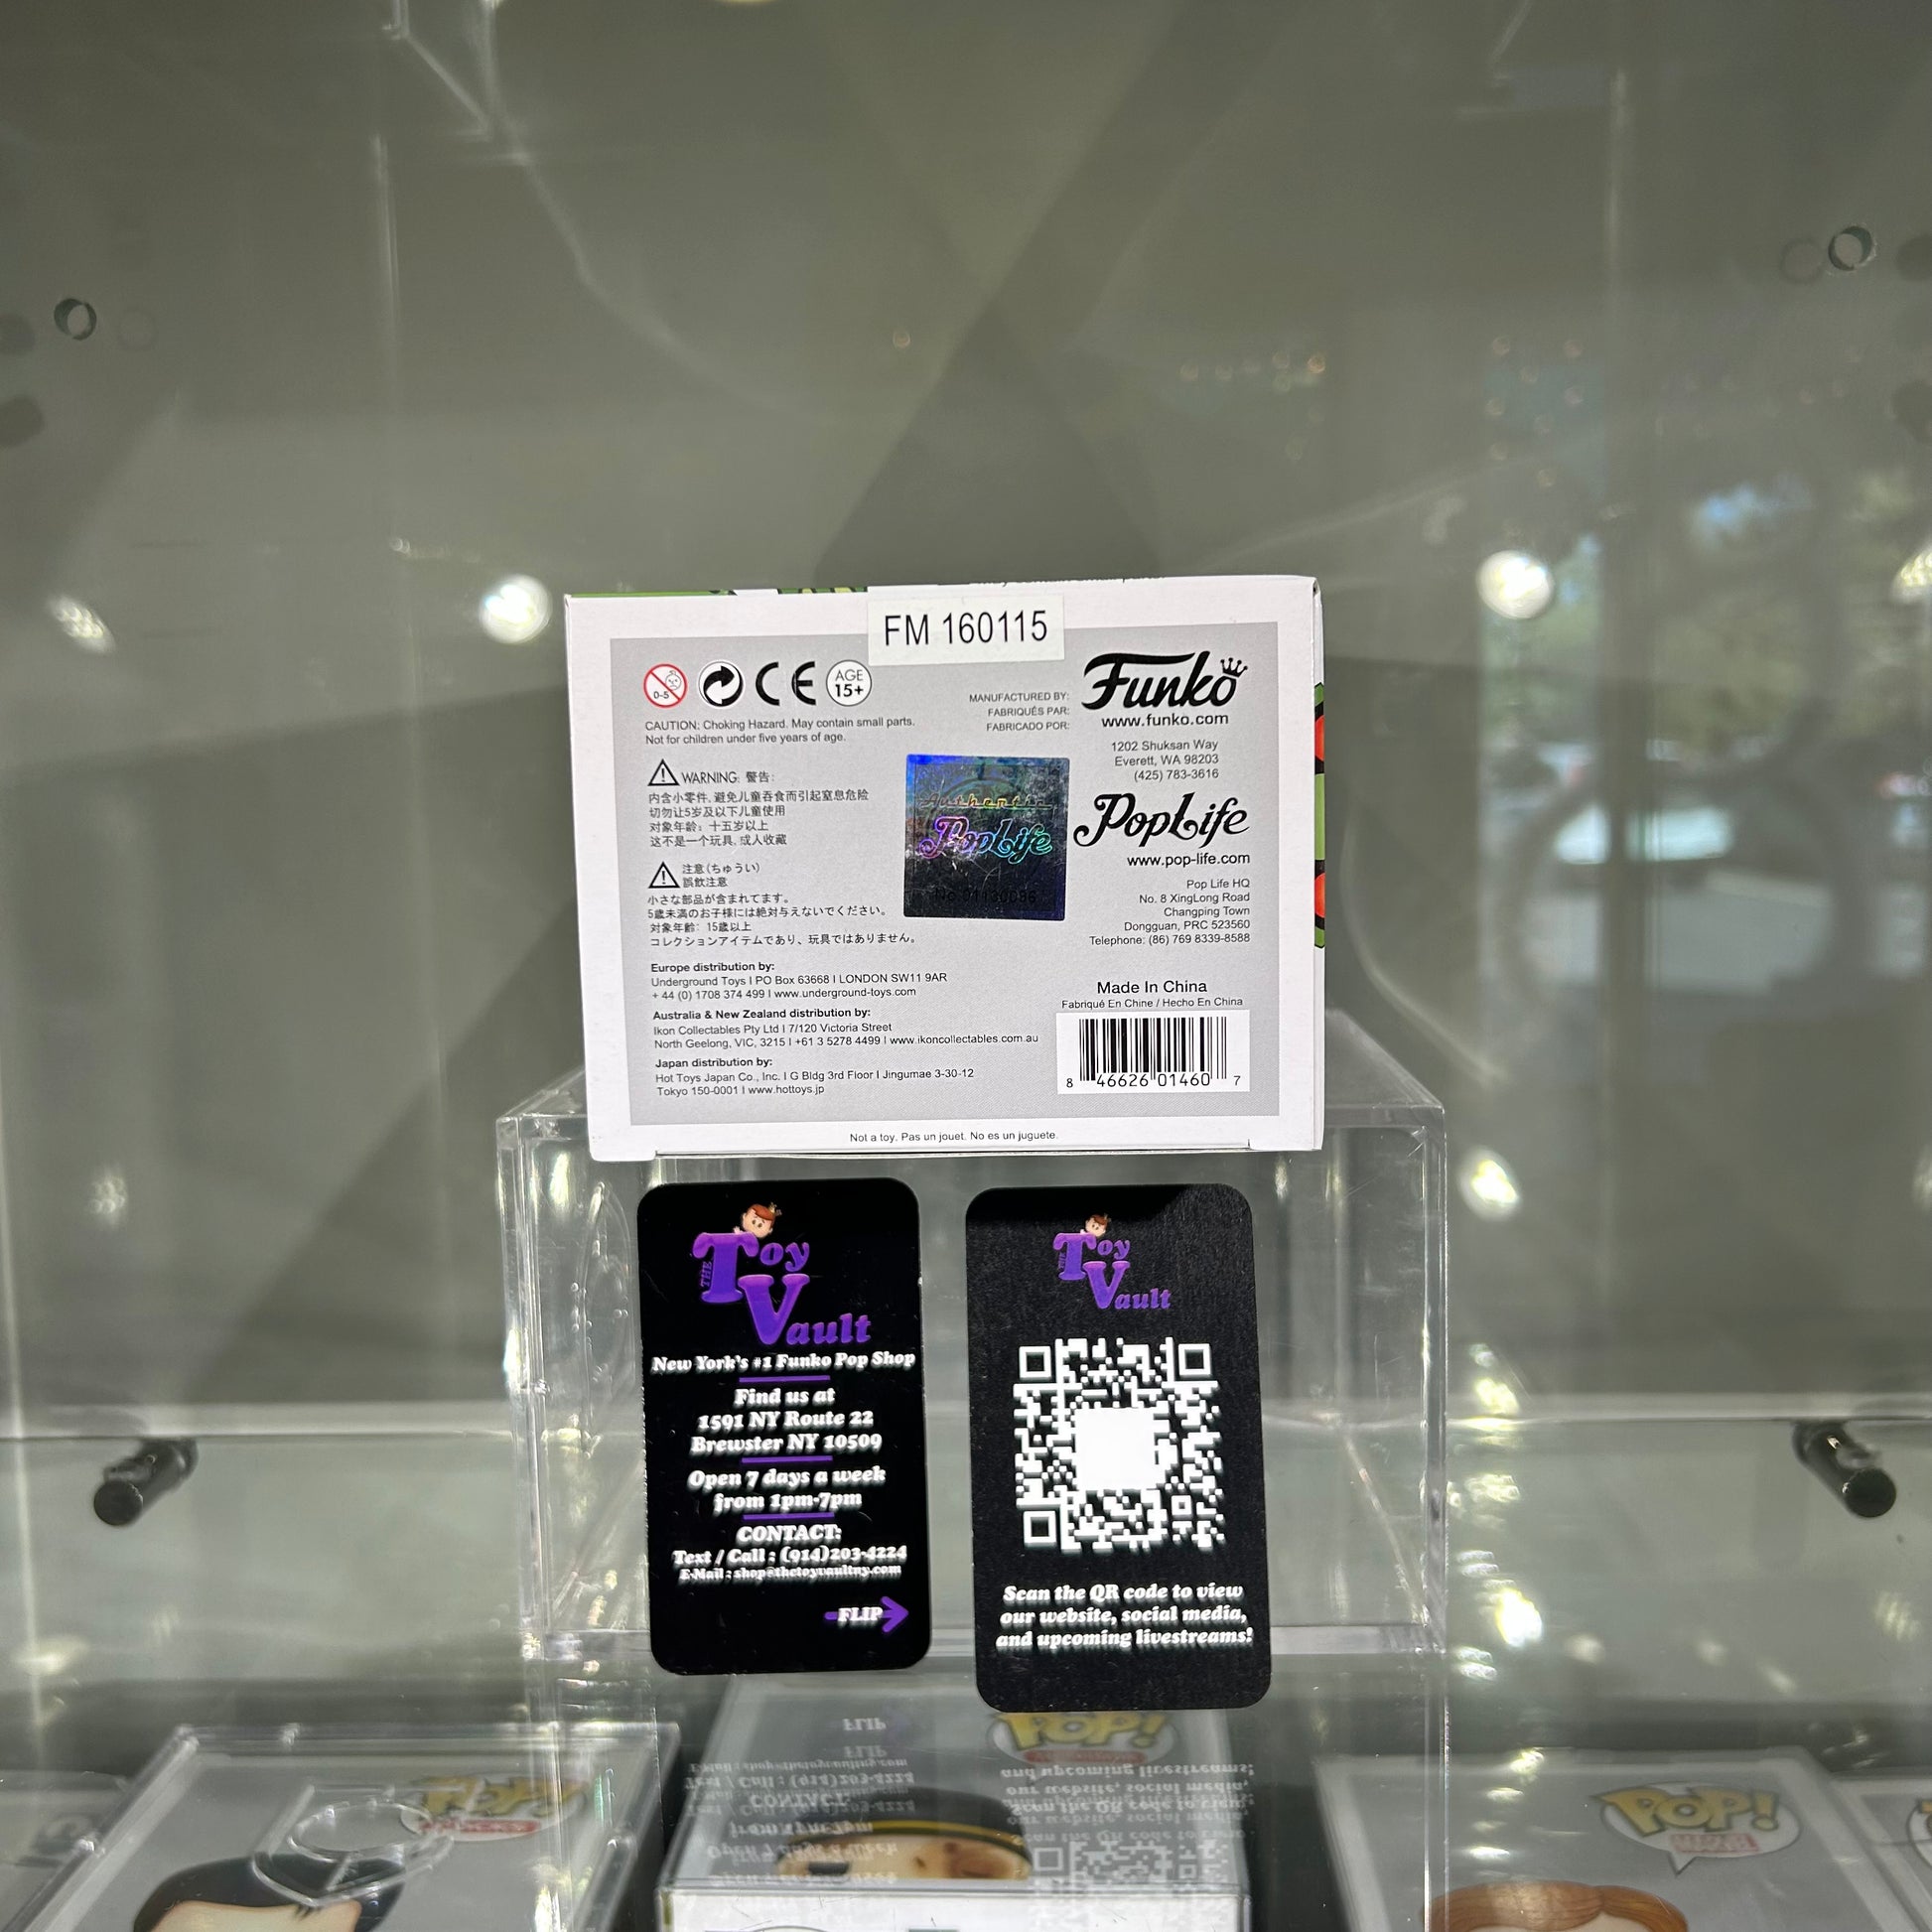 FM 160115
0-5
CE
AGE
15+
CAUTION: Choking Hazard. May contain small parts.
Not for children under five years of age.
WARNING: 警告:
内含小零件, 避免儿童吞食而引起窒息危险
切勿让5岁及以下儿童使用
对象年龄: 十五岁以上
这不是一个玩具, 成人收藏
注意(ちゅうい)
誤飲注意
小さな部品が含まれてます。
5歳未満のお子様には絶対与えないでください。
対象年齢: 15歳以上
コレクションアイテムであり、玩具ではありません。
MANUFACTURED BY:
FABRIQUÉS PAR:
FABRICADO POR:
Funko
www.funko.com
1202 Shuksan Way
Everett, WA 98203
(425) 783-3616
Authentic
PopLife
PopLife
www.pop-life.com
Pop Life HQ
No. 8 XingLong Road
Changping Town
Dongguan, PRC 523560
Telephone: (86) 769 8339-8588
Europe distribution by:
Underground Toys | PO Box 63668 | LONDON SW11 9AR
+ 44 (0) 1708 374 499 | www.underground-toys.com
Australia & New Zealand distribution by:
Ikon Collectables Pty Ltd | 7/120 Victoria Street
North Geelong, VIC, 3215 | +61 3 5278 4499 | www.ikoncollectables.com.au
Japan distribution by:
Hot Toys Japan Co., Inc. | G Bldg 3rd Floor | Jingumae 3-30-12
Tokyo 150-0001 | www.hottoys.jp
Made In China
Fabriqué En Chine / Hecho En China
8 46626 01460 7
Not a toy. Pas un jouet. No es un juguete.
THE Toy
Vault
New York's #1 Funko Pop Shop
Find us at
1591 NY Route 22
Brewster NY 10509
Open 7 days a week
from 1pm-7pm
CONTACT:
Text / Call : (914)203-4224
E-Mail : shop@thetoyvaultny.com
FLIP
THE Toy
Vault
Scan the QR code to view
our website, social media,
and upcoming livestreams!
POP!
POP!
POP!
MARVEL